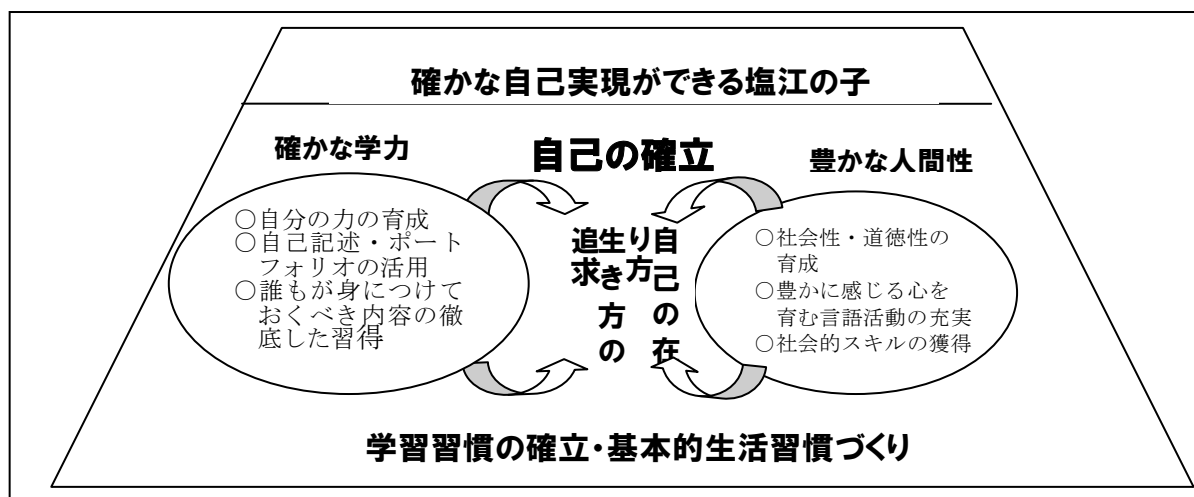 確かな自己実現ができる塩江の子
確かな学力
自己の確立
豊かな人間性
○自分の力の育成
○自己記述・ポート
フォリオの活用
○誰もが身につけて
おくべき内容の徹
底した習得
自己の在
り方
生き方の
追求
○社会性・道徳性の
育成
○豊かに感じる心を
育む言語活動の充実
○社会的スキルの獲得
学習習慣の確立・基本的生活習慣づくり